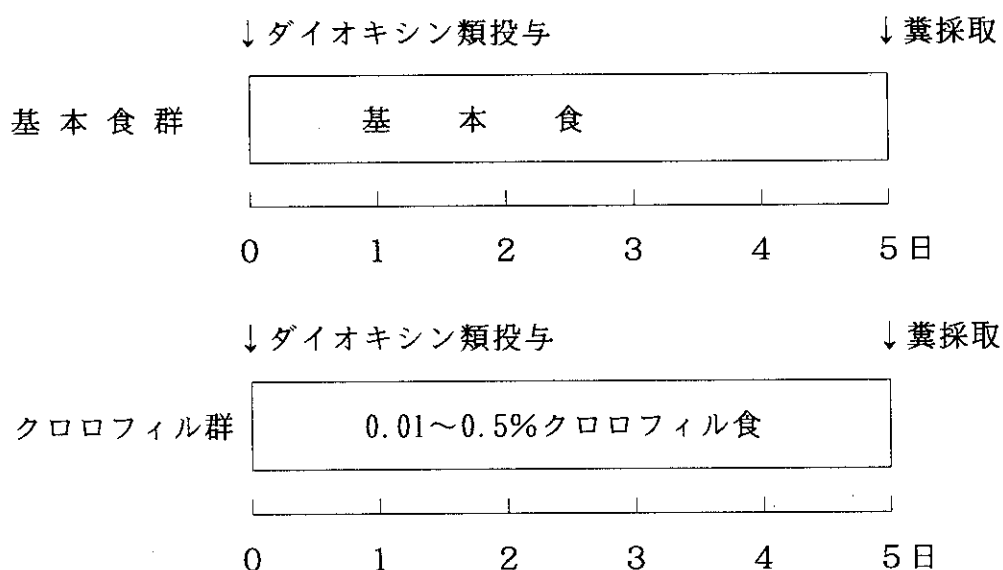 ↓ダイオキシン類投与 ↓糞採取
基本食群 基本食
0 1 2 3 4 5日
↓ダイオキシン類投与 ↓糞採取
クロロフィル群 0.01～0.5%クロロフィル食
0 1 2 3 4 5日